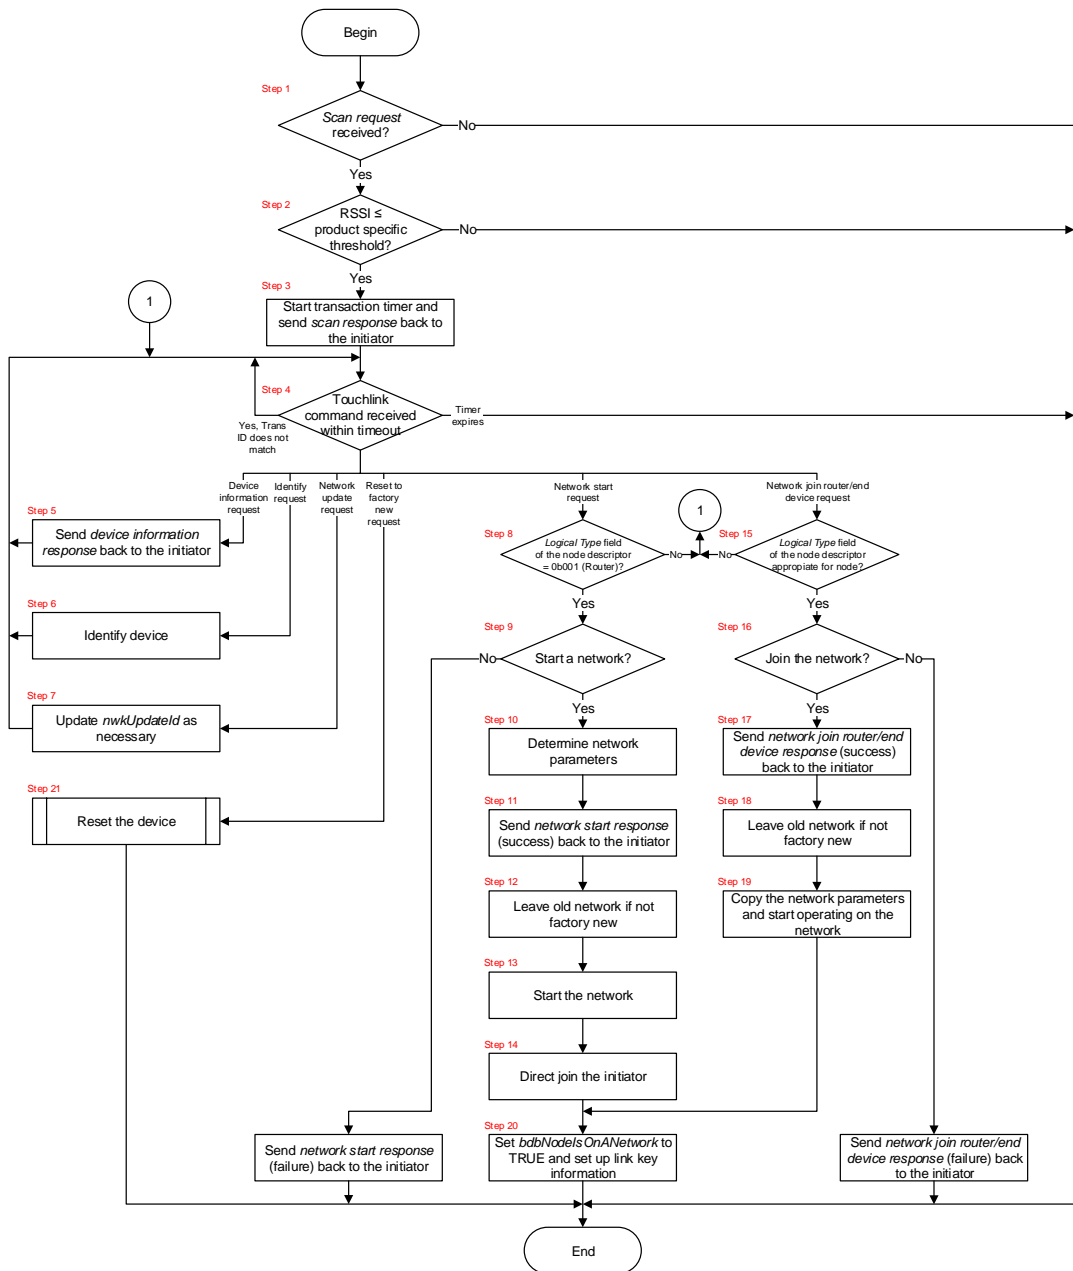 Begin
Step 1
Scan request
received?
No
Yes
Step 2
RSSI ≤
product specific
threshold?
No
Yes
Step 3
Start transaction timer and
send scan response back to
the initiator
1
Step 4
Touchlink
command received
within timeout
Timer
expires
Yes, Trans
ID does not
match
Device
information
request
Identify
request
Network
update
request
Reset to
factory
new
request
Network start
request
Network join router/end
device request
1
Step 5
Send device information
response back to the initiator
Step 8
Logical Type field
of the node descriptor
= 0b001 (Router)?
No
No
Step 15
Logical Type field
of the node descriptor
appropiate for node?
Yes
Yes
Step 6
Identify device
Step 9
Start a network?
No
Step 16
Join the network?
No
Yes
Yes
Step 7
Update nwkUpdateId as
necessary
Step 10
Determine network
parameters
Step 17
Send network join router/end
device response (success)
back to the initiator
Step 21
Reset the device
Step 11
Send network start response
(success) back to the initiator
Step 18
Leave old network if not
factory new
Step 12
Leave old network if not
factory new
Step 19
Copy the network parameters
and start operating on the
network
Step 13
Start the network
Step 14
Direct join the initiator
Send network start response
(failure) back to the initiator
Step 20
Set bdbNodeIsOnANetwork to
TRUE and set up link key
information
Send network join router/end
device response (failure) back
to the initiator
End